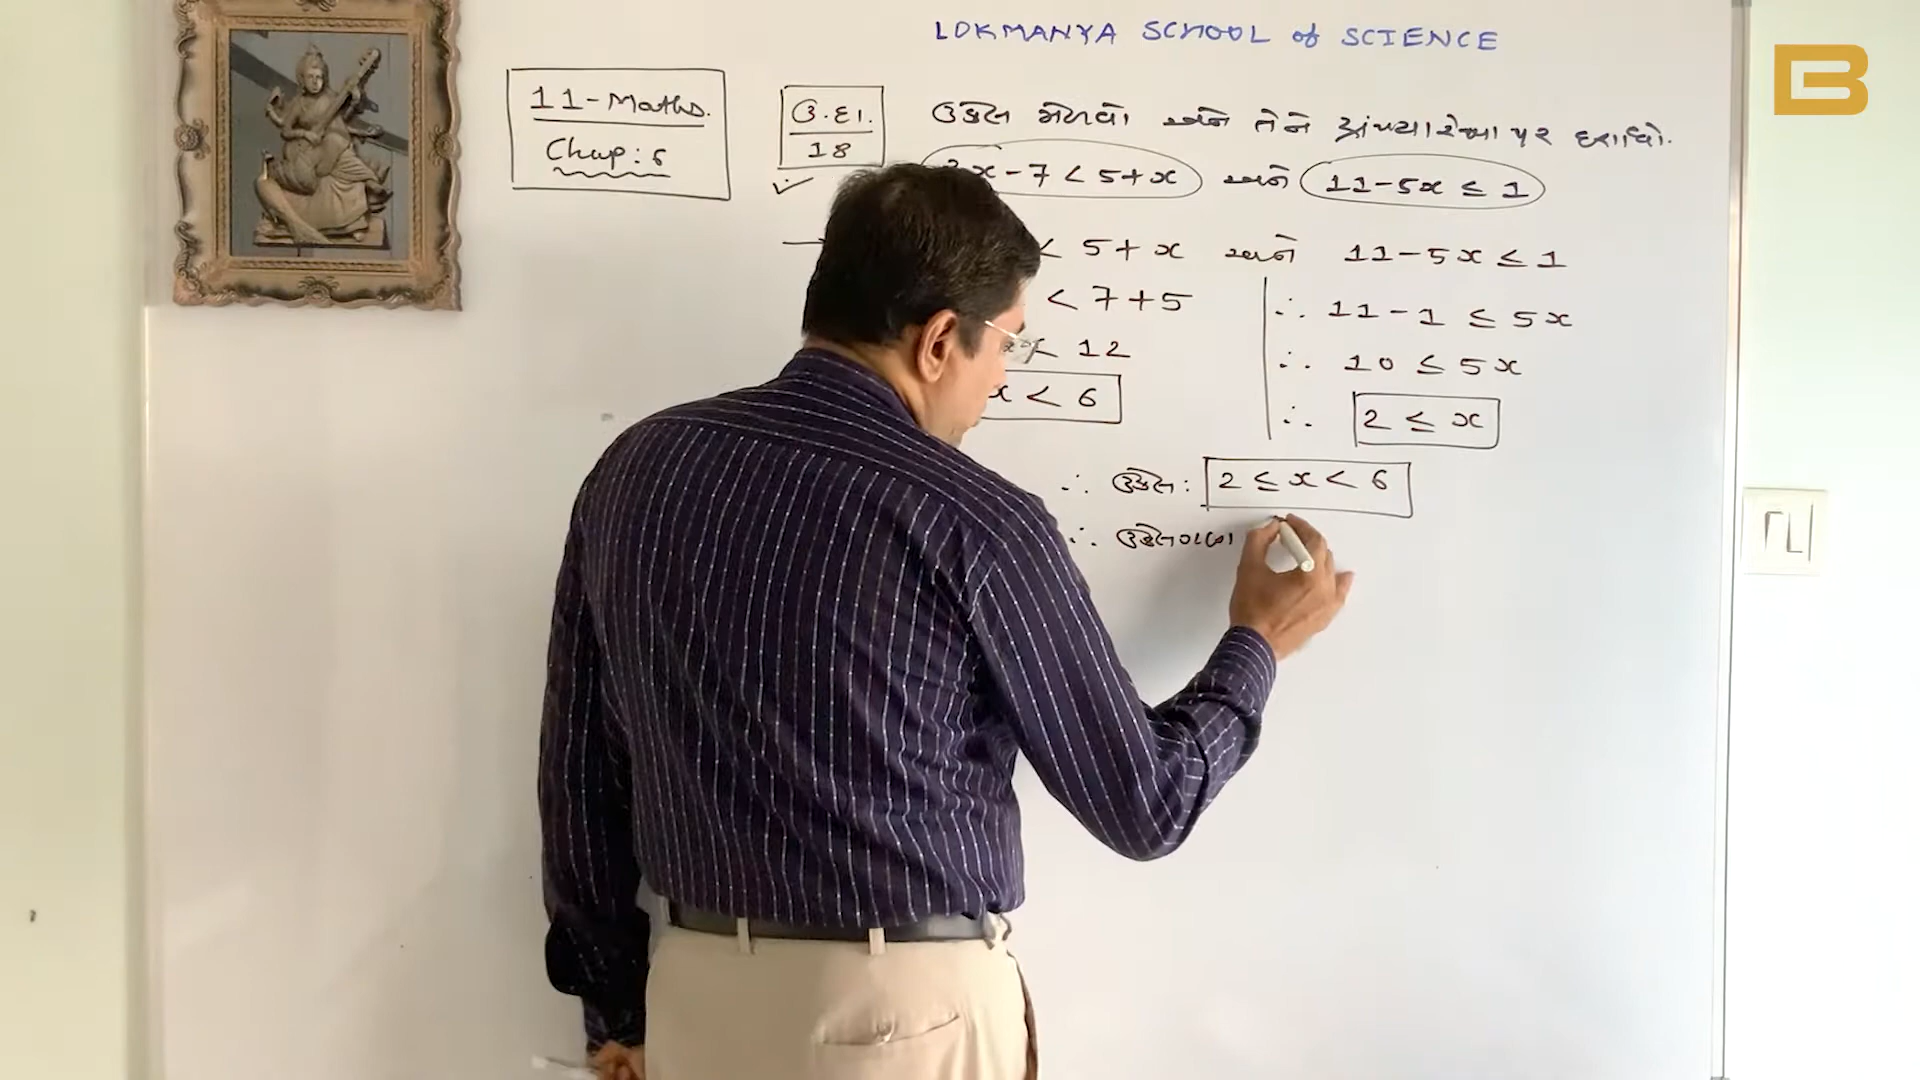 LOKMANYA SCHOOL of SCIENCE
11-Maths.
Chap: 6
ઉ.દા.
18
ઉકેલ મેળવો અને તેને સંખ્યારેખા પર દર્શાવો.
x - 7 < 5 + x અને 11 - 5x ≤ 1
< 5 + x અને 11 - 5x ≤ 1
< 7 + 5 ∴ 11 - 1 ≤ 5x
< 12 ∴ 10 ≤ 5x
x < 6 ∴ 2 ≤ x
∴ ઉકેલ: 2 ≤ x < 6
∴ ઉકેલગણ
B